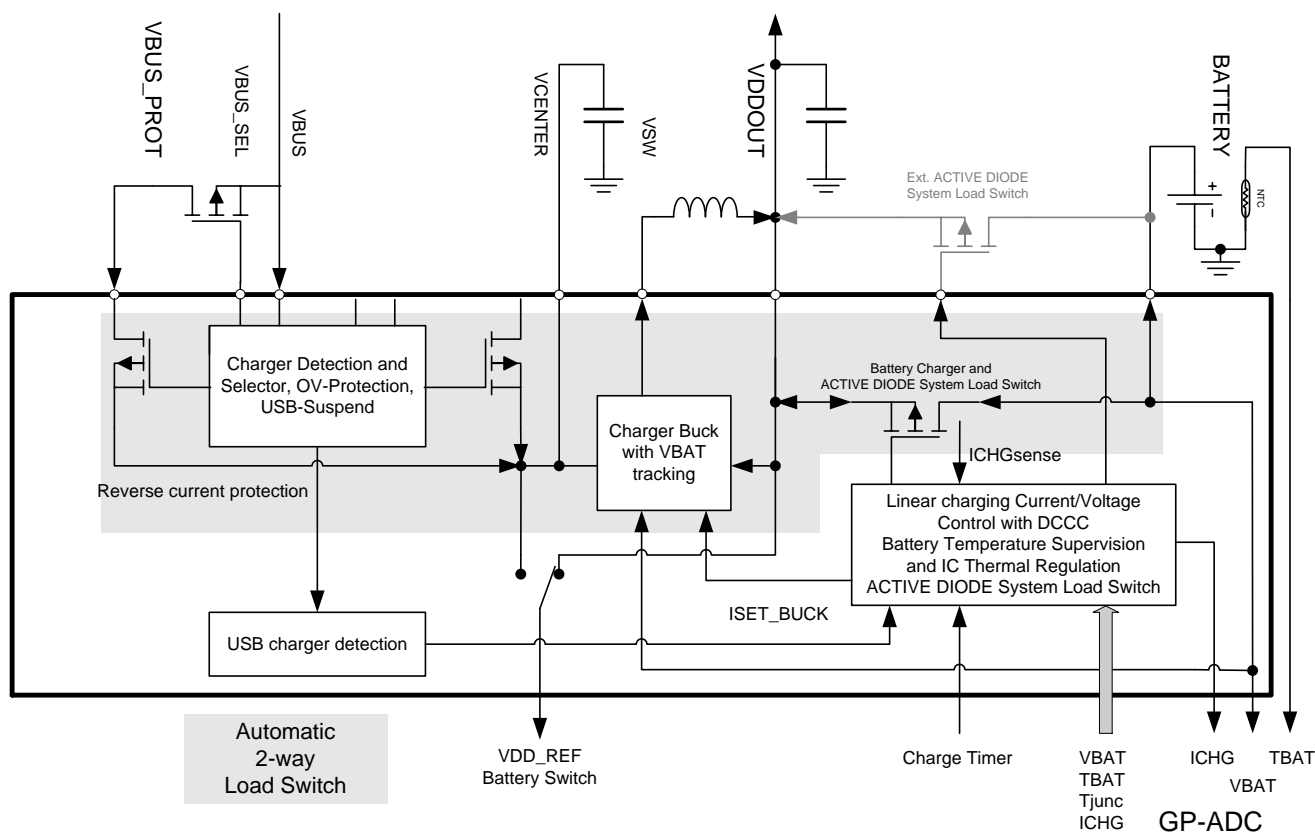 VBUS_PROT
VBUS_SEL
VBUS
VCENTER
VSW
VDDOUT
BATTERY
+
-
NTC
Ext. ACTIVE DIODE
System Load Switch
Charger Detection and
Selector, OV-Protection,
USB-Suspend
Battery Charger and
ACTIVE DIODE System Load Switch
Charger Buck
with VBAT
tracking
ICHGsense
Reverse current protection
Linear charging Current/Voltage
Control with DCCC
Battery Temperature Supervision
and IC Thermal Regulation
ACTIVE DIODE System Load Switch
ISET_BUCK
USB charger detection
Automatic
2-way
Load Switch
VDD_REF
Battery Switch
Charge Timer
VBAT
TBAT
Tjunc
ICHG
ICHG
VBAT
TBAT
GP-ADC